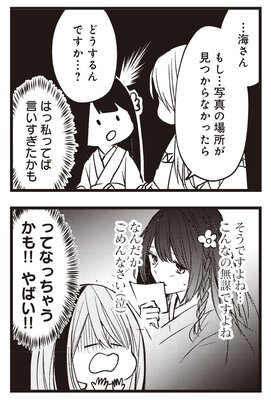 …海さん
もし…写真の場所が
見つからなかったら
どうするん
ですか…？
はっ私ってば
言いすぎたかも
そうですよね…
こんなの無謀ですよね
なんだか
ごめんなさい（泣）
ってなっちゃう
かも!! やばい!!